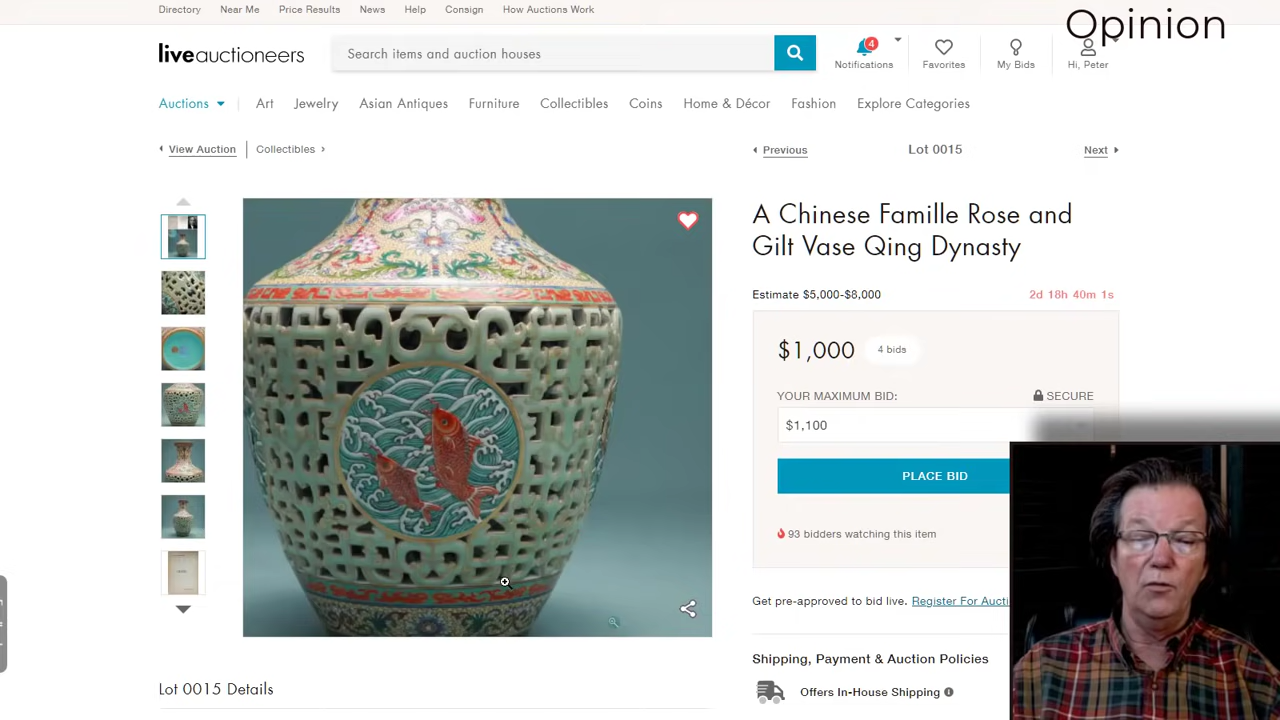 Directory Near Me Price Results News Help Consign How Auctions Work
Opinion
liveauctioneers
Search items and auction houses
4
Notifications Favorites My Bids Hi, Peter
Auctions Art Jewelry Asian Antiques Furniture Collectibles Coins Home & Décor Fashion Explore Categories
View Auction Collectibles
Previous Lot 0015 Next
A Chinese Famille Rose and
Gilt Vase Qing Dynasty
Estimate $5,000-$8,000 2d 18h 40m 1s
$1,000 4 bids
YOUR MAXIMUM BID: SECURE
$1,100
PLACE BID
93 bidders watching this item
Get pre-approved to bid live. Register For Aucti
Shipping, Payment & Auction Policies
Offers In-House Shipping
Lot 0015 Details